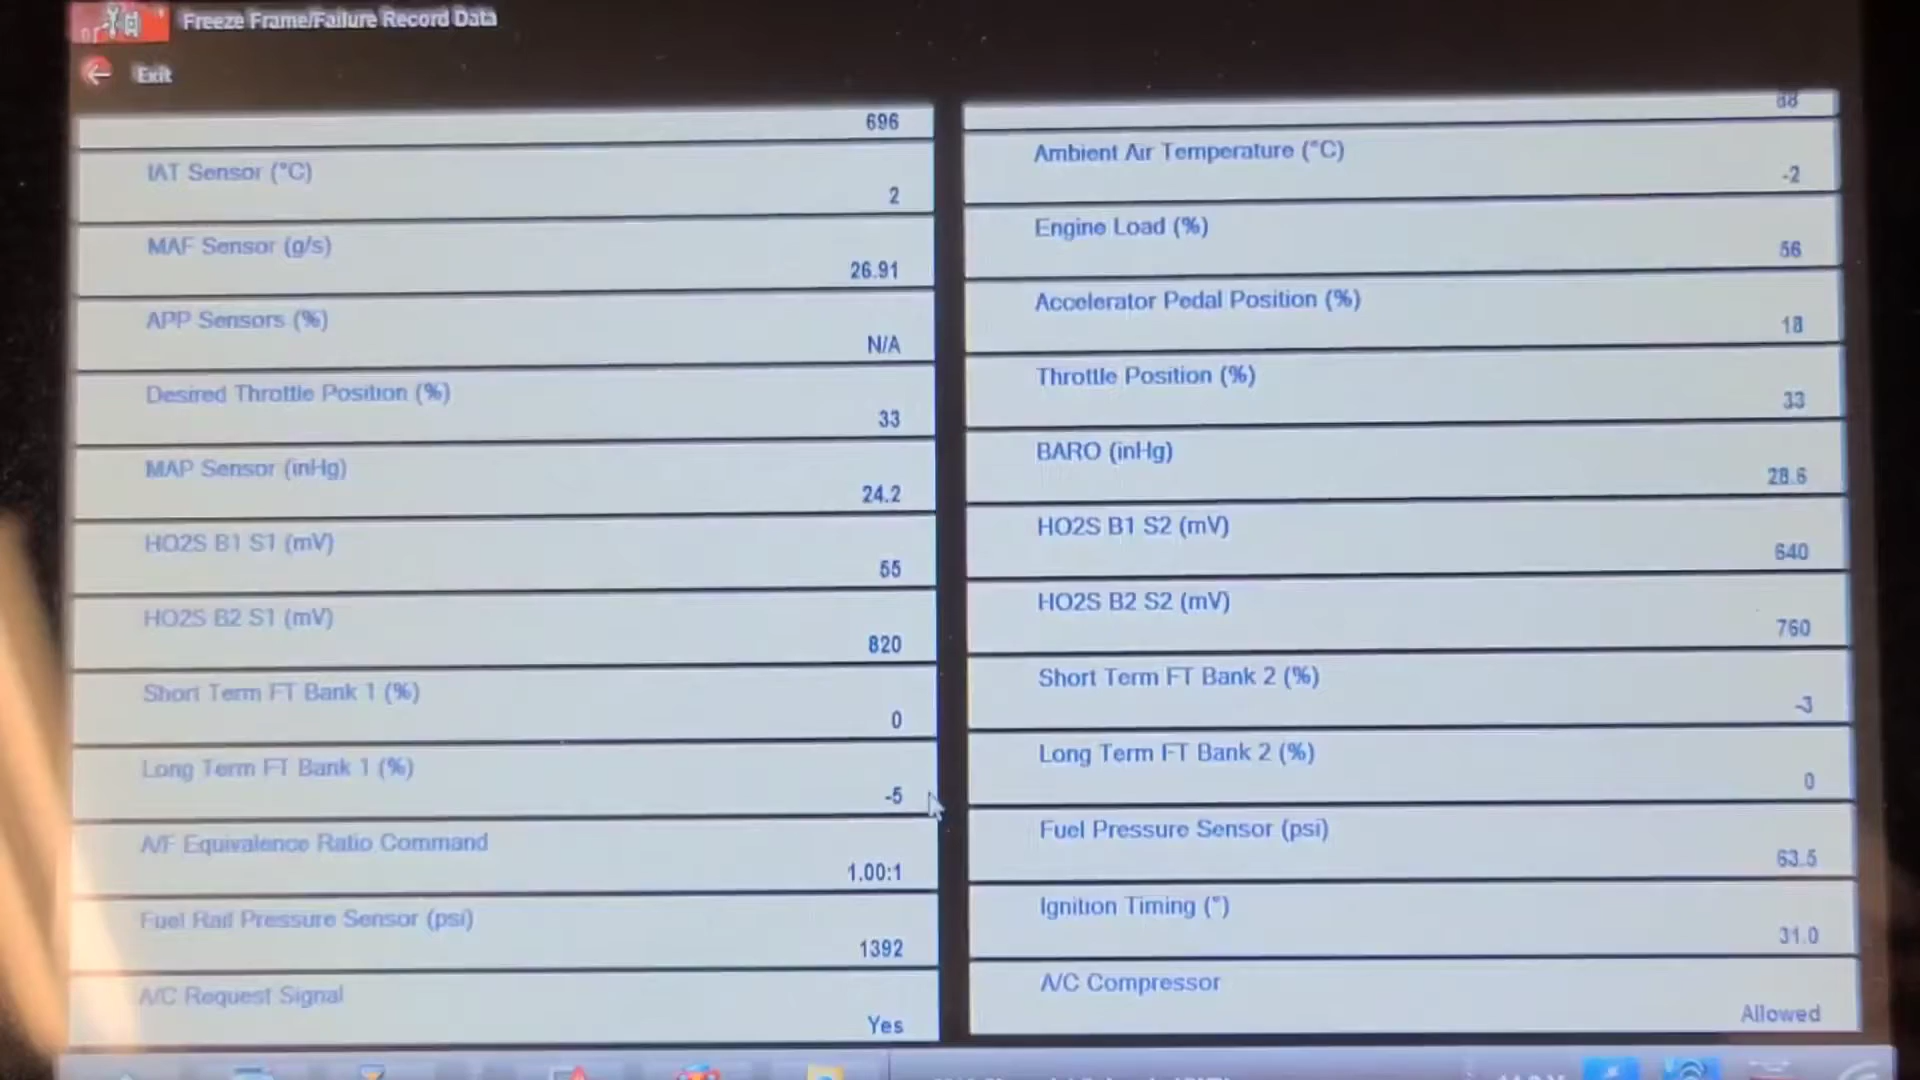 Freeze Frame/Failure Record Data
Exit
696
IAT Sensor (°C)
2
MAF Sensor (g/s)
26.91
APP Sensors (%)
N/A
Desired Throttle Position (%)
33
MAP Sensor (inHg)
24.2
HO2S B1 S1 (mV)
55
HO2S B2 S1 (mV)
820
Short Term FT Bank 1 (%)
0
Long Term FT Bank 1 (%)
-5
A/F Equivalence Ratio Command
1.00:1
Fuel Rail Pressure Sensor (psi)
1392
A/C Request Signal
Yes
Ambient Air Temperature (°C)
-2
Engine Load (%)
56
Accelerator Pedal Position (%)
18
Throttle Position (%)
33
BARO (inHg)
28.6
HO2S B1 S2 (mV)
640
HO2S B2 S2 (mV)
760
Short Term FT Bank 2 (%)
-3
Long Term FT Bank 2 (%)
0
Fuel Pressure Sensor (psi)
63.5
Ignition Timing (°)
31.0
A/C Compressor
Allowed